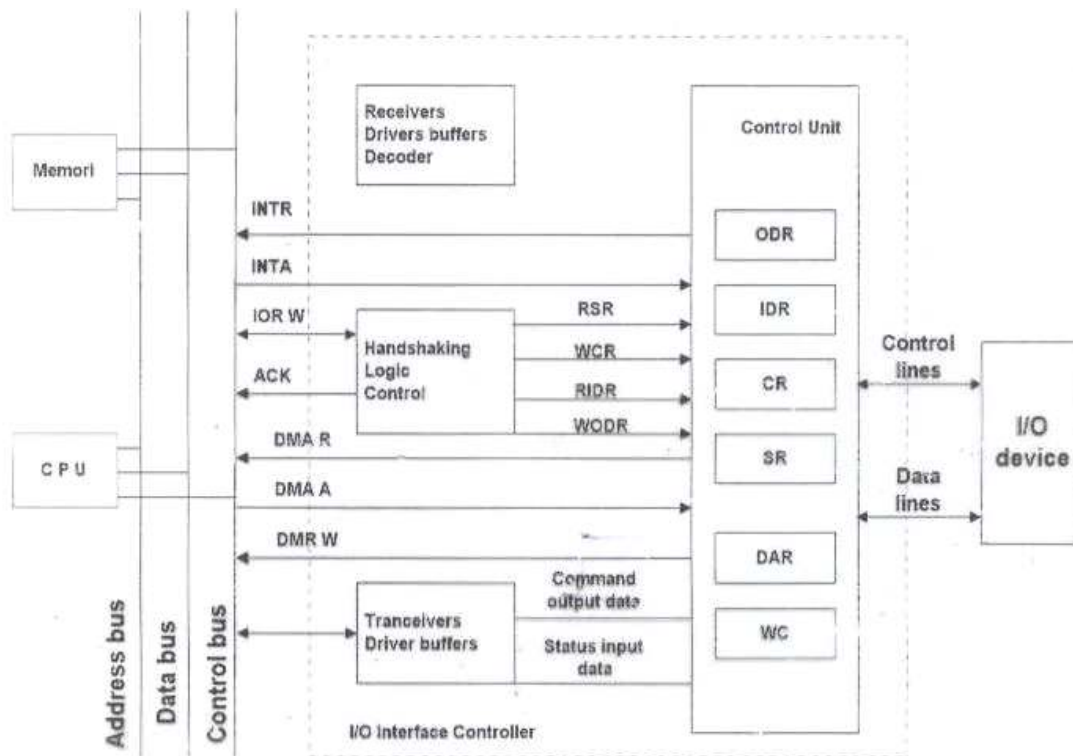 Receivers
Drivers buffers
Decoder
Control Unit
Memori
INTR
ODR
INTA
IDR
IOR W
RSR
Handshaking
Logic
Control
WCR
CR
Control
lines
ACK
RIDR
WODR
I/O
device
DMA R
SR
C P U
DMA A
Data
lines
DMR W
DAR
Command
output data
Tranceivers
Driver buffers
WC
Status input
data
Address bus
Data bus
Control bus
I/O Interface Controller